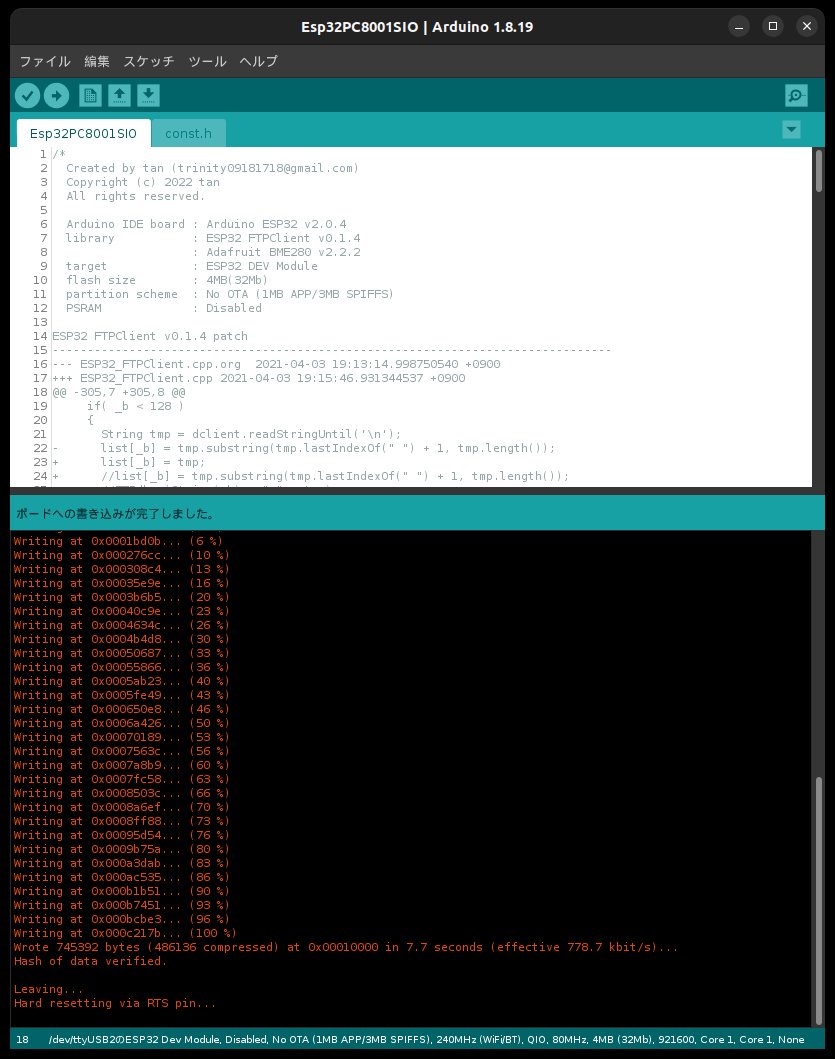 Esp32PC8001SIO | Arduino 1.8.19
ファイル 編集 スケッチ ツール ヘルプ
Esp32PC8001SIO const.h
1 /*
2 Created by tan (trinity09181718@gmail.com)
3 Copyright (c) 2022 tan
4 All rights reserved.
5
6 Arduino IDE board : Arduino ESP32 v2.0.4
7 library : ESP32 FTPClient v0.1.4
8 : Adafruit BME280 v2.2.2
9 target : ESP32 DEV Module
10 flash size : 4MB(32Mb)
11 partition scheme : No OTA (1MB APP/3MB SPIFFS)
12 PSRAM : Disabled
13
14 ESP32 FTPClient v0.1.4 patch
15 --------------------------------------------------------------------------------
16 --- ESP32_FTPClient.cpp.org 2021-04-03 19:13:14.998750540 +0900
17 +++ ESP32_FTPClient.cpp 2021-04-03 19:15:46.931344537 +0900
18 @@ -305,7 +305,8 @@
19 if( _b < 128 )
20 {
21 String tmp = dclient.readStringUntil('\n');
22 - list[_b] = tmp.substring(tmp.lastIndexOf(" ") + 1, tmp.length());
23 + list[_b] = tmp;
24 + //list[_b] = tmp.substring(tmp.lastIndexOf(" ") + 1, tmp.length());
ボードへの書き込みが完了しました。
Writing at 0x0001bd0b... (6 %)
Writing at 0x000276cc... (10 %)
Writing at 0x000308c4... (13 %)
Writing at 0x00035e9e... (16 %)
Writing at 0x0003b6b5... (20 %)
Writing at 0x00040c9e... (23 %)
Writing at 0x0004634c... (26 %)
Writing at 0x0004b4d8... (30 %)
Writing at 0x00050687... (33 %)
Writing at 0x00055866... (36 %)
Writing at 0x0005ab23... (40 %)
Writing at 0x0005fe49... (43 %)
Writing at 0x000650e8... (46 %)
Writing at 0x0006a426... (50 %)
Writing at 0x00070189... (53 %)
Writing at 0x0007563c... (56 %)
Writing at 0x0007a8b9... (60 %)
Writing at 0x0007fc58... (63 %)
Writing at 0x0008503c... (66 %)
Writing at 0x0008a6ef... (70 %)
Writing at 0x0008ff88... (73 %)
Writing at 0x00095d54... (76 %)
Writing at 0x0009b75a... (80 %)
Writing at 0x000a3dab... (83 %)
Writing at 0x000ac535... (86 %)
Writing at 0x000b1b51... (90 %)
Writing at 0x000b7451... (93 %)
Writing at 0x000bcbe3... (96 %)
Writing at 0x000c217b... (100 %)
Wrote 745392 bytes (486136 compressed) at 0x00010000 in 7.7 seconds (effective 778.7 kbit/s)...
Hash of data verified.

Leaving...
Hard resetting via RTS pin...
18 /dev/ttyUSB2のESP32 Dev Module, Disabled, No OTA (1MB APP/3MB SPIFFS), 240MHz (WiFi/BT), QIO, 80MHz, 4MB (32Mb), 921600, Core 1, Core 1, None